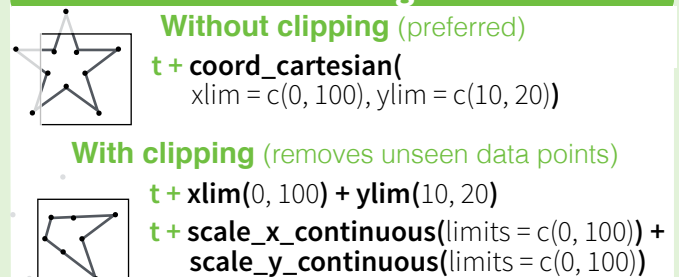 Without clipping (preferred)
t + coord_cartesian(
xlim = c(0, 100), ylim = c(10, 20))
With clipping (removes unseen data points)
t + xlim(0, 100) + ylim(10, 20)
t + scale_x_continuous(limits = c(0, 100)) +
scale_y_continuous(limits = c(0, 100))